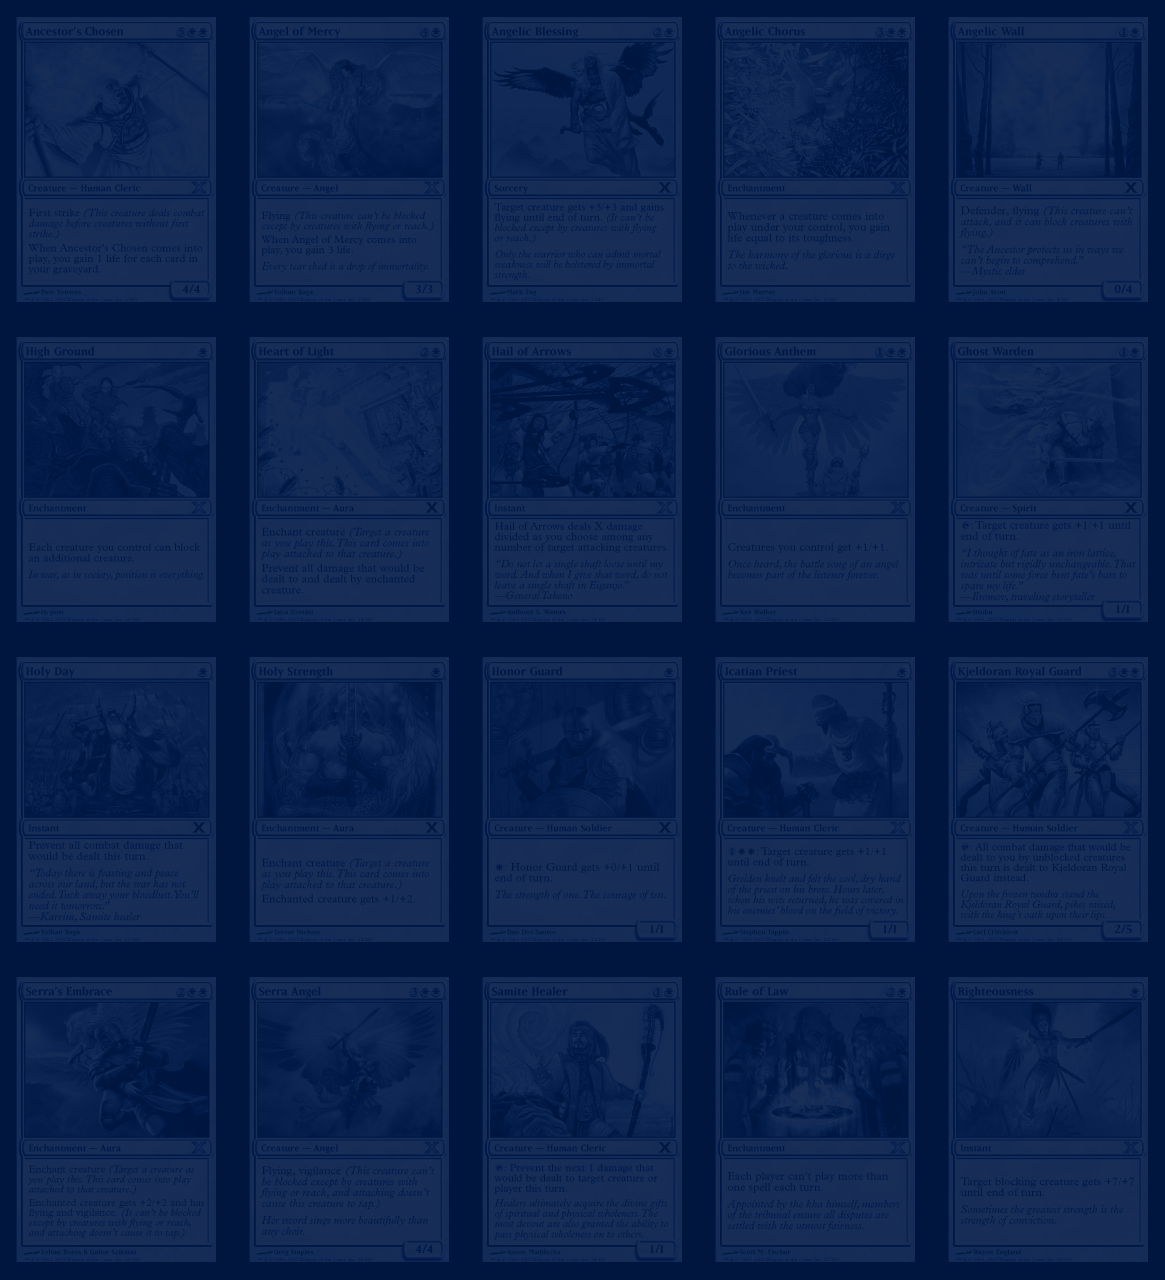 Ancestor's Chosen
Creature — Human Cleric
First strike (This creature deals combat
damage before creatures without first
strike.)
When Ancestor's Chosen comes into
play, you gain 1 life for each card in
your graveyard.
4/4
Angel of Mercy
Creature — Angel
Flying (This creature can't be blocked
except by creatures with flying or reach.)
When Angel of Mercy comes into
play, you gain 3 life.
Every tear shed is a drop of immortality.
3/3
Angelic Blessing
Sorcery
Target creature gets +3/+3 and gains
flying until end of turn. (It can't be
blocked except by creatures with flying
or reach.)
Only the warrior who can admit mortal
weakness will be bolstered by immortal
strength.
Angelic Chorus
Enchantment
Whenever a creature comes into
play under your control, you gain
life equal to its toughness.
The harmony of the glorious is a dirge
to the wicked.
Angelic Wall
1
Creature — Wall
Defender, flying (This creature can't
attack, and it can block creatures with
flying.)
"The Ancestor protects us in ways we
can't begin to comprehend."
—Mystic elder
0/4
High Ground
Enchantment
Each creature you control can block
an additional creature.
In war, as in society, position is everything.
Heart of Light
Enchantment — Aura
Enchant creature (Target a creature
as you play this. This card comes into
play attached to that creature.)
Prevent all damage that would be
dealt to and dealt by enchanted
creature.
Hail of Arrows
Instant
Hail of Arrows deals X damage
divided as you choose among any
number of target attacking creatures.
"Do not let a single shaft loose until my
word. And when I give that word, do not
leave a single shaft in Eiganjo."
—General Takeno
Glorious Anthem
1
Enchantment
Creatures you control get +1/+1.
Once heard, the battle song of an angel
becomes part of the listener forever.
Ghost Warden
1
Creature — Spirit
: Target creature gets +1/+1 until
end of turn.
"I thought of fate as an iron lattice,
intricate but rigidly unchangeable. That
was until some force bent fate's bars to
spare my life."
—Ilromov, traveling storyteller
1/1
Holy Day
Instant
Prevent all combat damage that
would be dealt this turn.
"Today there is feasting and peace
across our land, but the war has not
ended. Tuck away your bloodlust. You'll
need it tomorrow."
—Karrim, Samite healer
Holy Strength
Enchantment — Aura
Enchant creature (Target a creature
as you play this. This card comes into
play attached to that creature.)
Enchanted creature gets +1/+2.
Honor Guard
Creature — Human Soldier
: Honor Guard gets +0/+1 until
end of turn.
The strength of one. The courage of ten.
1/1
Icatian Priest
Creature — Human Cleric
1: Target creature gets +1/+1
until end of turn.
Grelden knelt and felt the cool, dry hand
of the priest on his brow. Hours later,
when his wits returned, he was covered in
his enemies' blood on the field of victory.
1/1
Kjeldoran Royal Guard
3
Creature — Human Soldier
: All combat damage that would be
dealt to you by unblocked creatures
this turn is dealt to Kjeldoran Royal
Guard instead.
Upon the frozen tundra stand the
Kjeldoran Royal Guard, pikes raised,
with the king's oath upon their lips.
2/5
Serra's Embrace
2
Enchantment — Aura
Enchant creature (Target a creature as
you play this. This card comes into play
attached to that creature.)
Enchanted creature gets +2/+2 and has
flying and vigilance. (It can't be blocked
except by creatures with flying or reach,
and attacking doesn't cause it to tap.)
Serra Angel
3
Creature — Angel
Flying, vigilance (This creature can't
be blocked except by creatures with
flying or reach, and attacking doesn't
cause this creature to tap.)
Her sword sings more beautifully than
any choir.
4/4
Samite Healer
1
Creature — Human Cleric
: Prevent the next 1 damage that
would be dealt to target creature or
player this turn.
Healers ultimately acquire the divine gifts
of spiritual and physical wholeness. The
most devout are also granted the ability to
pass physical wholeness on to others.
1/1
Rule of Law
2
Enchantment
Each player can't play more than
one spell each turn.
Appointed by the kha himself, members
of the tribunal ensure all disputes are
settled with the utmost fairness.
Righteousness
Instant
Target blocking creature gets +7/+7
until end of turn.
Sometimes the greatest strength is the
strength of conviction.